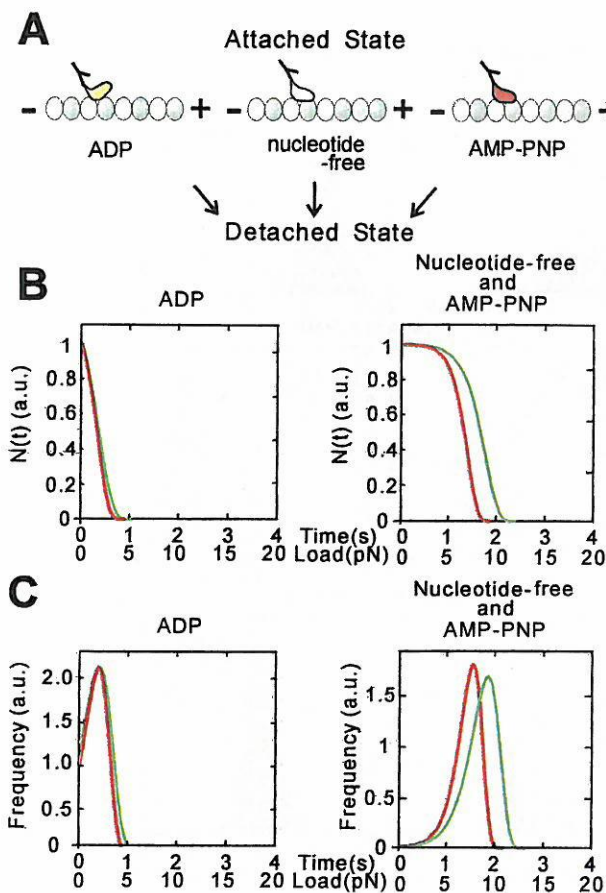 A
Attached State
- + - + - +
ADP
nucleotide
-free
AMP-PNP
Detached State
B
ADP
Nucleotide-free
and
AMP-PNP
N(t) (a.u.)
1
0.8
0.6
0.4
0.2
0
N(t) (a.u.)
1
0.8
0.6
0.4
0.2
0
0 1 2 3 4 Time(s) 0 1 2 3 4
0 5 10 15 20 Load(pN) 0 5 10 15 20
C
ADP
Nucleotide-free
and
AMP-PNP
Frequency (a.u.)
2.0
1.5
1.0
0.5
0.0
Frequency (a.u.)
1.5
1
0.5
0
0 1 2 3 4 Time(s) 0 1 2 3 4
0 5 10 15 20 Load(pN) 0 5 10 15 20